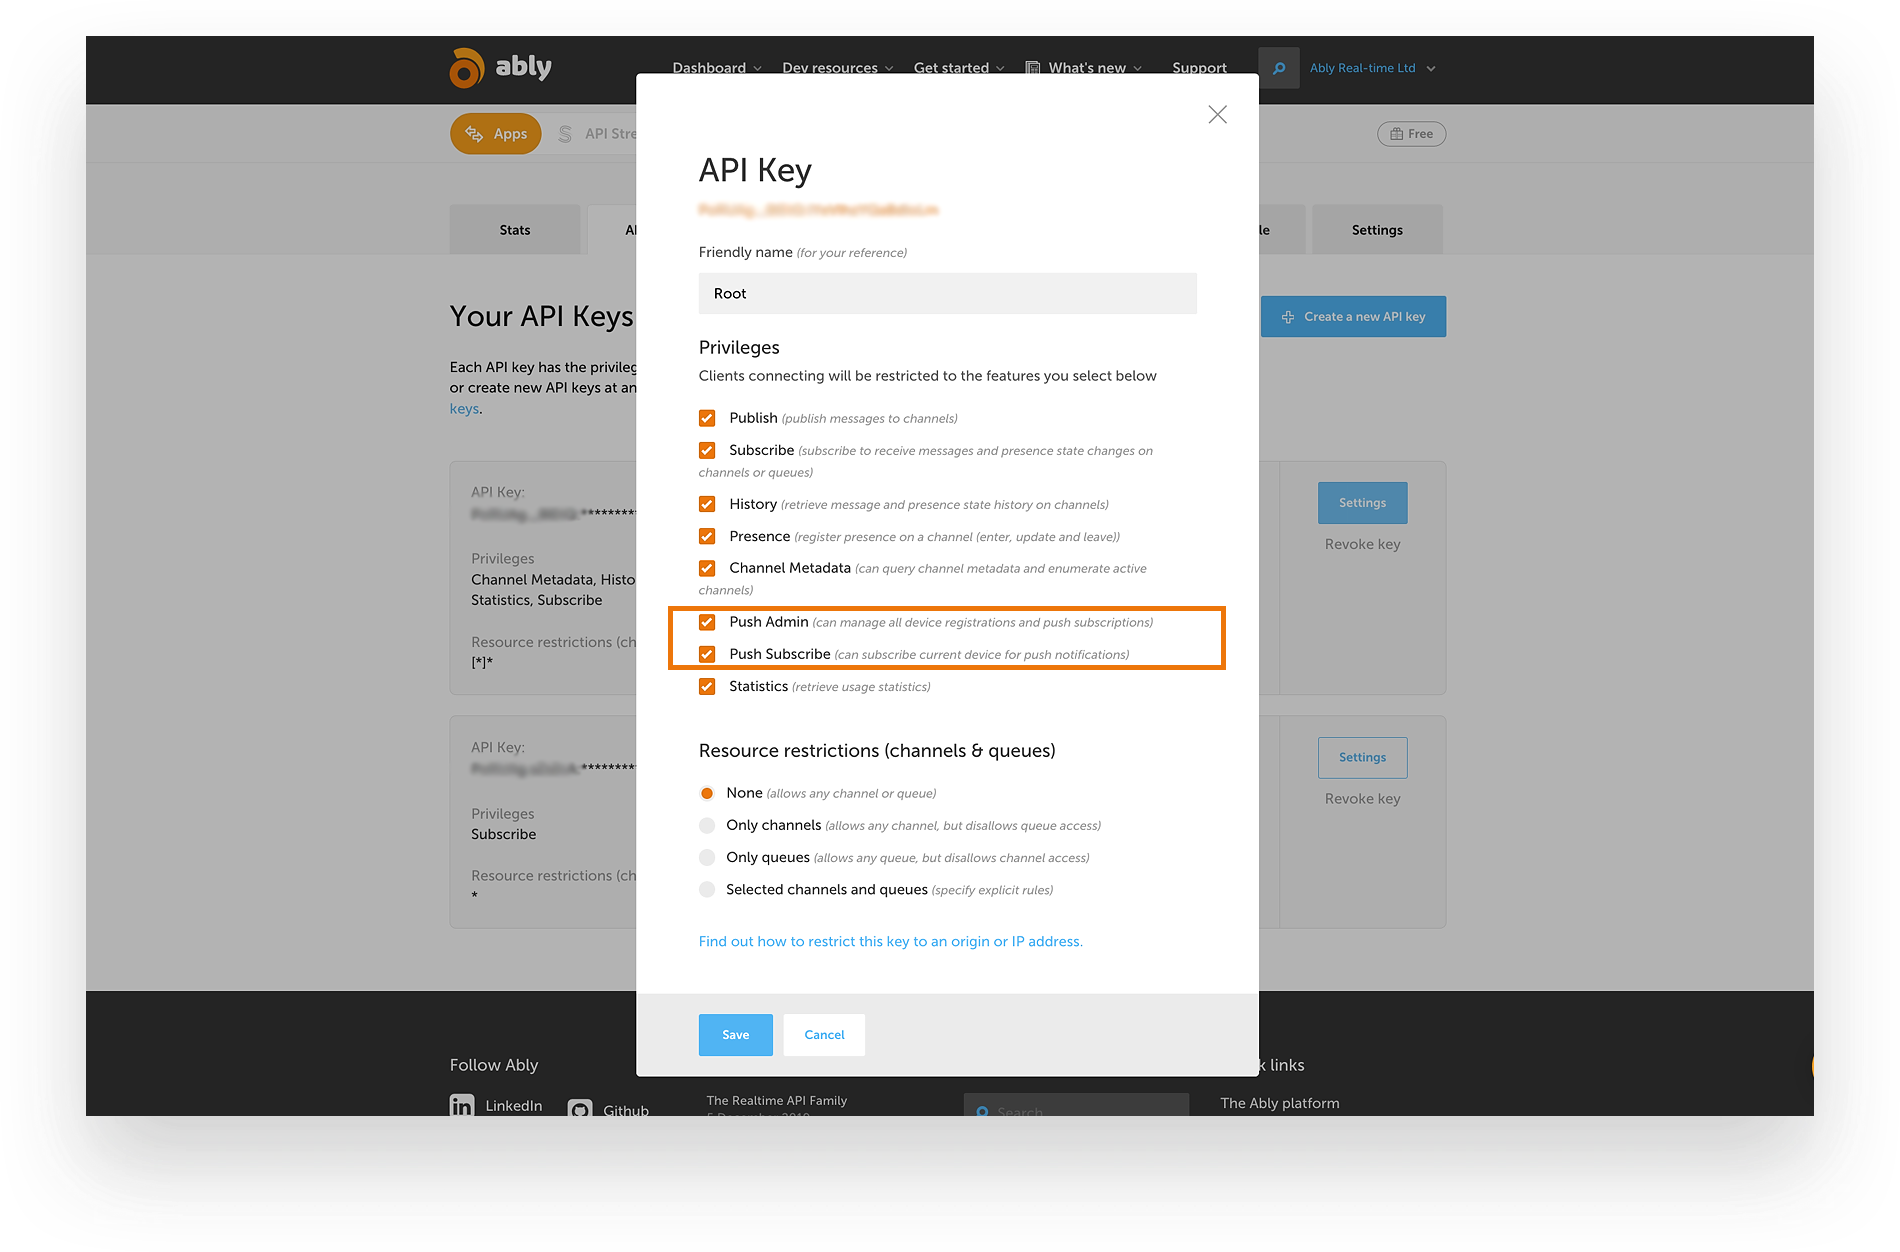 ably
Dashboard
Dev resources
Get started
What's new
Support
Ably Real-time Ltd
Apps
API Stre
Free
Stats
Settings
Your API Keys
Create a new API key
Each API key has the privileg
or create new API keys at an
keys.
API Key:
*********
Privileges
Channel Metadata, Histo
Statistics, Subscribe
Resource restrictions (ch
[*]*
Settings
Revoke key
API Key:
*********
Privileges
Subscribe
Resource restrictions (ch
*
Settings
Revoke key
API Key
Friendly name (for your reference)
Root
Privileges
Clients connecting will be restricted to the features you select below
Publish (publish messages to channels)
Subscribe (subscribe to receive messages and presence state changes on
channels or queues)
History (retrieve message and presence state history on channels)
Presence (register presence on a channel (enter, update and leave))
Channel Metadata (can query channel metadata and enumerate active
channels)
Push Admin (can manage all device registrations and push subscriptions)
Push Subscribe (can subscribe current device for push notifications)
Statistics (retrieve usage statistics)
Resource restrictions (channels & queues)
None (allows any channel or queue)
Only channels (allows any channel, but disallows queue access)
Only queues (allows any queue, but disallows channel access)
Selected channels and queues (specify explicit rules)
Find out how to restrict this key to an origin or IP address.
Save
Cancel
Follow Ably
LinkedIn
Github
The Realtime API Family
Search
k links
The Ably platform